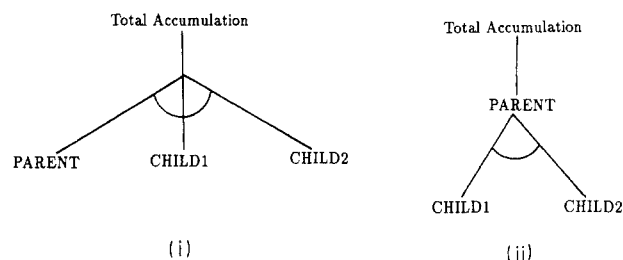 Total Accumulation
PARENT CHILD1 CHILD2
(i)
Total Accumulation
PARENT
CHILD1 CHILD2
(ii)